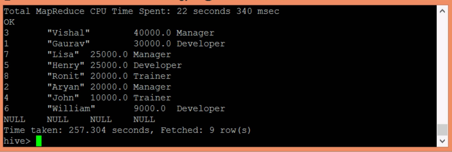 Total MapReduce CPU Time Spent: 22 seconds 340 msec
OK
3 "Vishal" 40000.0 Manager
1 "Gaurav" 30000.0 Developer
7 "Lisa" 25000.0 Manager
5 "Henry" 25000.0 Developer
8 "Ronit" 20000.0 Trainer
2 "Aryan" 20000.0 Manager
4 "John" 10000.0 Trainer
6 "William" 9000.0 Developer
NULL NULL NULL NULL
Time taken: 257.304 seconds, Fetched: 9 row(s)
hive>